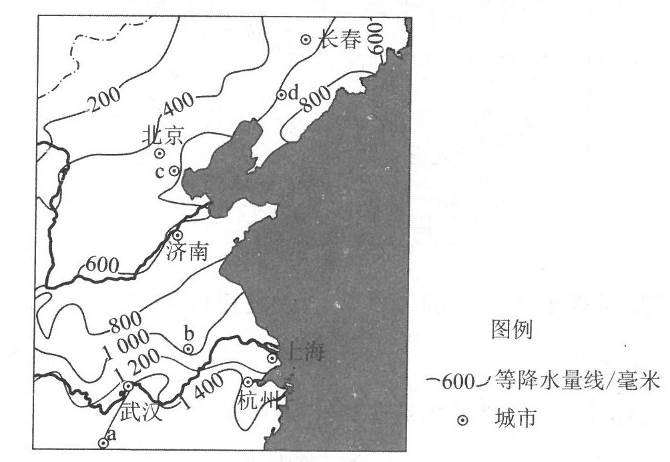 长春
600
d
800
200
400
北京
c
济南
600
800
b
1 000
上海
1 200
1 400
杭州
武汉
a
图例
600
等降水量线/毫米
城市